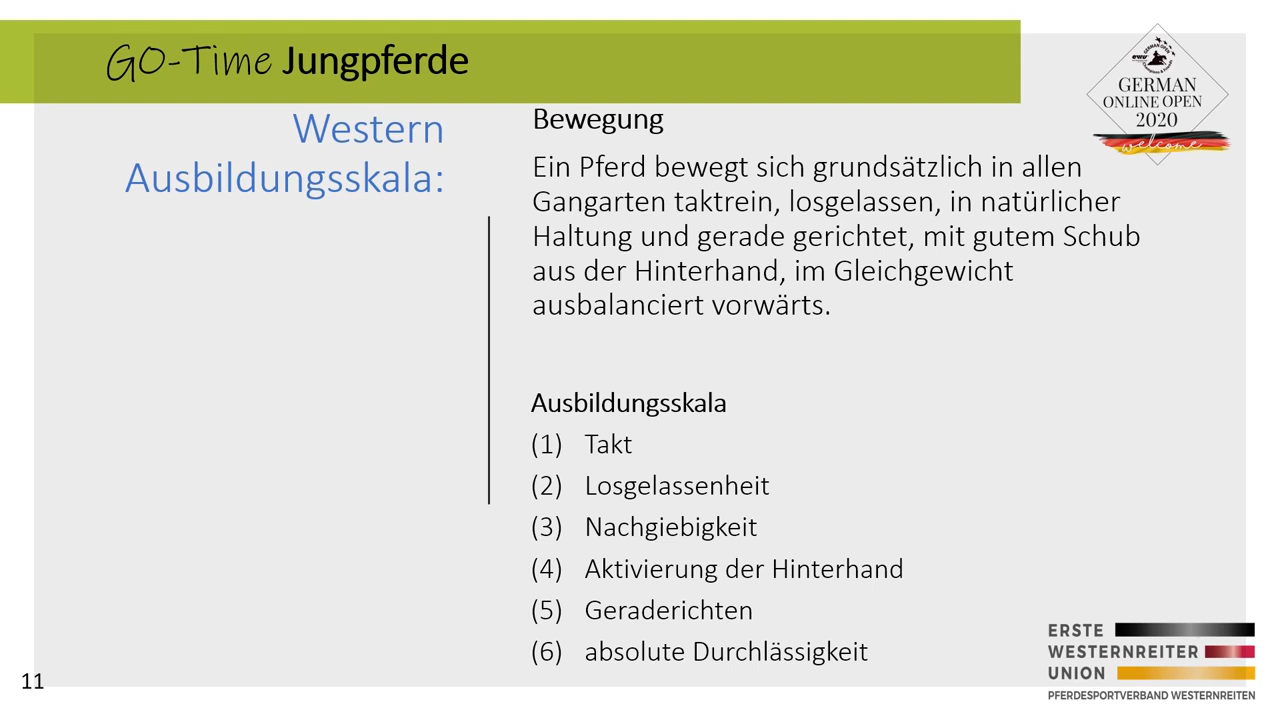 GO-Time Jungpferde
Western
Ausbildungsskala:
Bewegung
Ein Pferd bewegt sich grundsätzlich in allen
Gangarten taktrein, losgelassen, in natürlicher
Haltung und gerade gerichtet, mit gutem Schub
aus der Hinterhand, im Gleichgewicht
ausbalanciert vorwärts.
Ausbildungsskala
(1) Takt
(2) Losgelassenheit
(3) Nachgiebigkeit
(4) Aktivierung der Hinterhand
(5) Geraderichten
(6) absolute Durchlässigkeit
GERMAN OPEN
ewu
GERMAN
ONLINE OPEN
2020
welcome
ERSTE
WESTERNREITER
UNION
PFERDESPORTVERBAND WESTERNREITEN
11